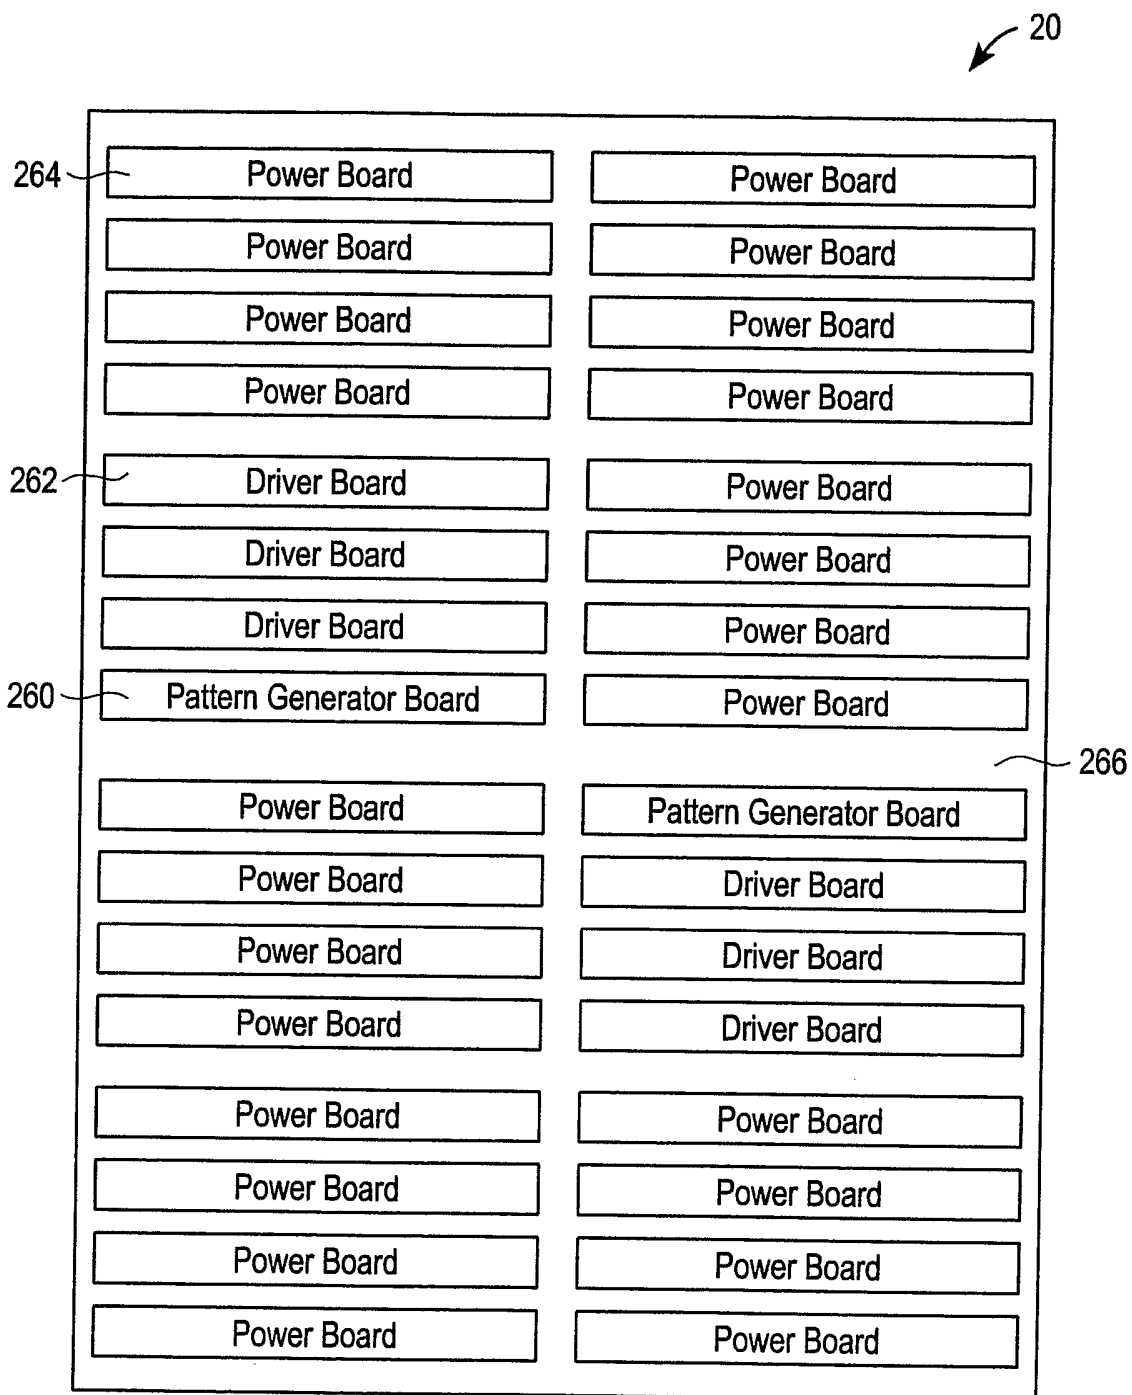 20
264 Power Board Power Board
Power Board Power Board
Power Board Power Board
Power Board Power Board
262 Driver Board Power Board
Driver Board Power Board
Driver Board Power Board
260 Pattern Generator Board Power Board
266
Power Board Pattern Generator Board
Power Board Driver Board
Power Board Driver Board
Power Board Driver Board
Power Board Power Board
Power Board Power Board
Power Board Power Board
Power Board Power Board